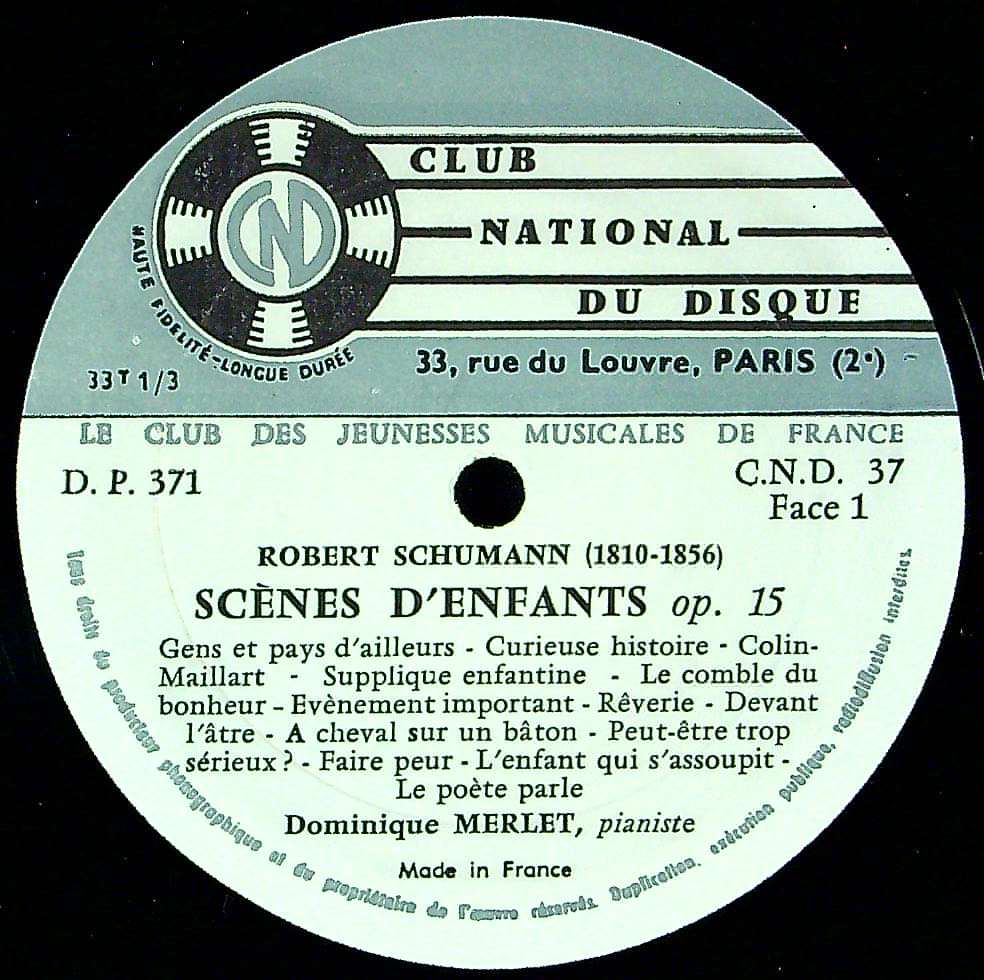 CLUB
NATIONAL
DU DISQUE
CND
HAUTE FIDELITÉ-LONGUE DURÉE
33, rue du Louvre, PARIS (2e)
33T 1/3
LE CLUB DES JEUNESSES MUSICALES DE FRANCE
D. P. 371
C.N.D. 37
Face 1
ROBERT SCHUMANN (1810-1856)
SCÈNES D'ENFANTS op. 15
Gens et pays d'ailleurs - Curieuse histoire - Colin-
Maillart - Supplique enfantine - Le comble du
bonheur - Evènement important - Rêverie - Devant
l'âtre - A cheval sur un bâton - Peut-être trop
sérieux ? - Faire peur - L'enfant qui s'assoupit -
Le poète parle
Dominique MERLET, pianiste
Made in France
Tous droits du producteur phonographique et du propriétaire de l'œuvre réservés. Duplication, exécution publique, radiodiffusion interdites.